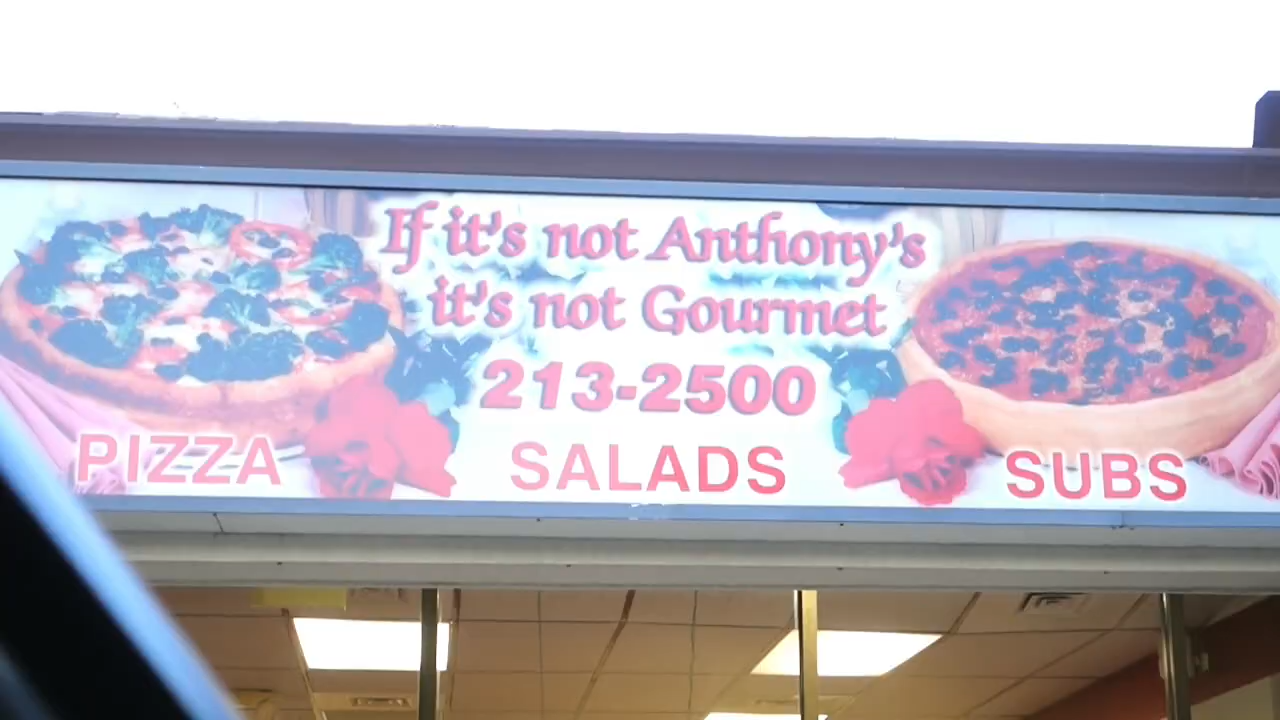 If it's not Anthony's
it's not Gourmet
213-2500
PIZZA SALADS SUBS